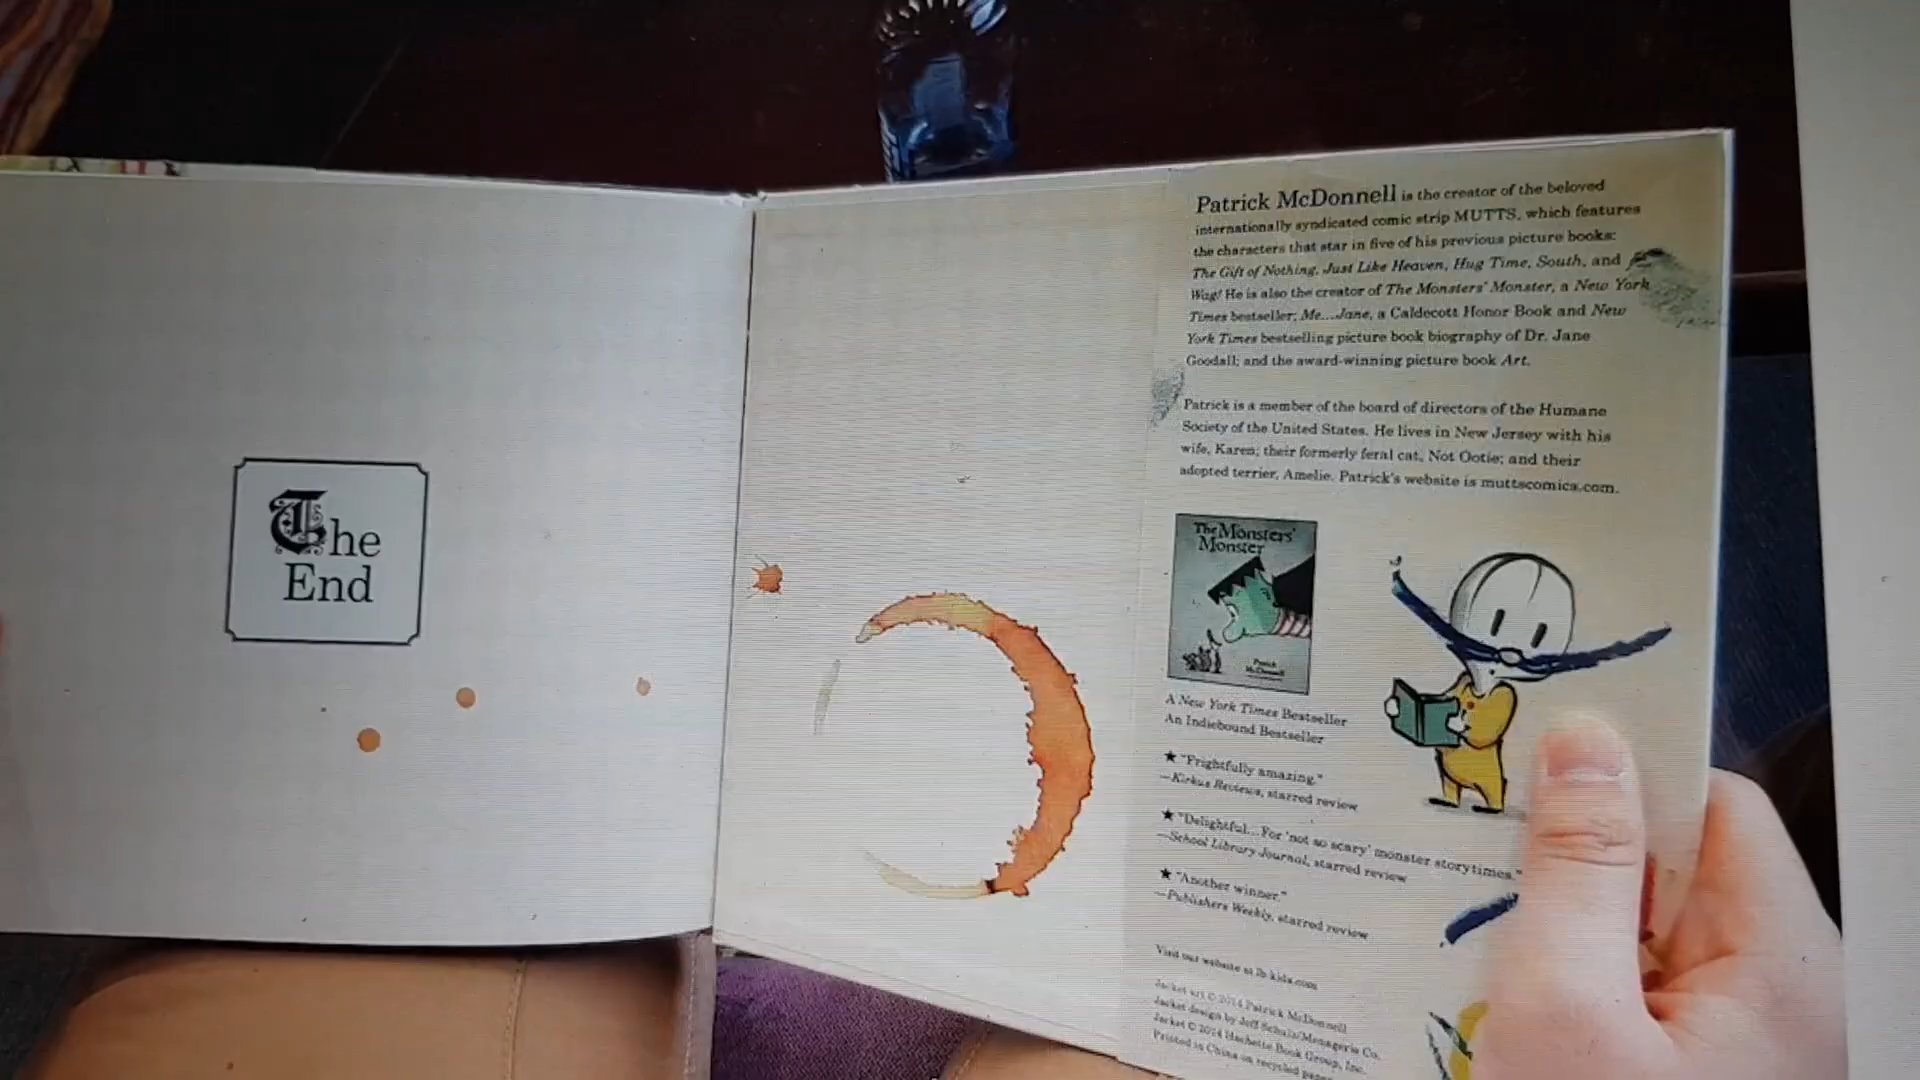 The
End
Patrick McDonnell is the creator of the beloved
internationally syndicated comic strip MUTTS, which features
the characters that star in five of his previous picture books:
The Gift of Nothing, Just Like Heaven, Hug Time, South, and
Wag! He is also the creator of The Monsters' Monster, a New York
Times bestseller; Me...Jane, a Caldecott Honor Book and New
York Times bestselling picture book biography of Dr. Jane
Goodall; and the award-winning picture book Art.
Patrick is a member of the board of directors of the Humane
Society of the United States. He lives in New Jersey with his
wife, Karen; their formerly feral cat, Not Ootie; and their
adopted terrier, Amelie. Patrick's website is muttscomics.com.
The Monsters'
Monster
Patrick
McDonnell
A New York Times Bestseller
An Indiebound Bestseller
★ "Frightfully amazing."
—Kirkus Reviews, starred review
★ "Delightful...For 'not so scary' monster storytimes."
—School Library Journal, starred review
★ "Another winner."
—Publishers Weekly, starred review
Visit our website at lb-kids.com
Jacket art © 2014 Patrick McDonnell
Jacket design by Jeff Schulz/Menagerie Co.
Jacket © 2014 Hachette Book Group, Inc.
Printed in China on recycled paper